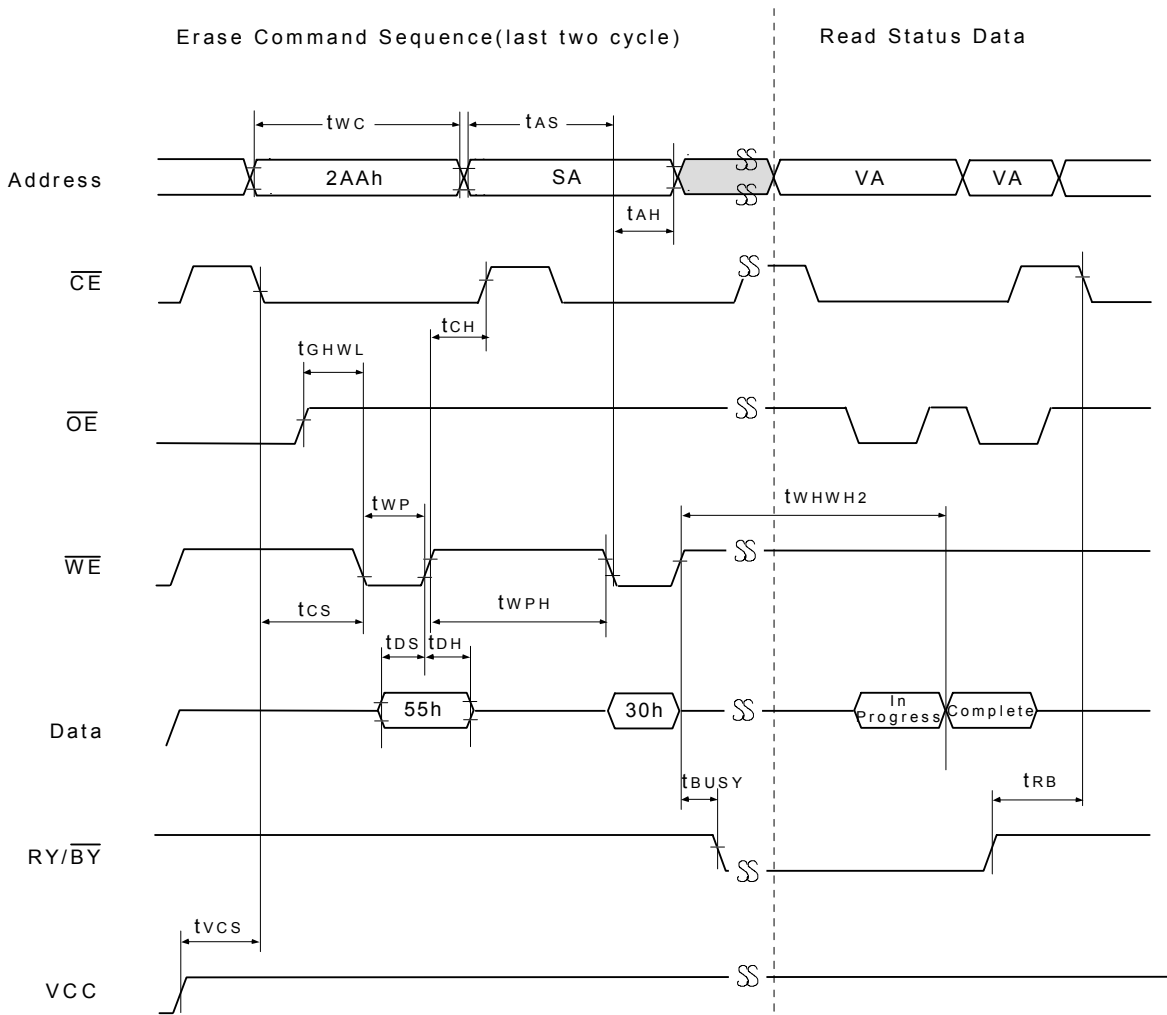 Erase Command Sequence(last two cycle) Read Status Data
tWC tAS
Address 2AAh SA VA VA
tAH
CE
tCH
tGHWL
OE
tWP tWHWH2
WE
tCS tWPH
tDS tDH
Data 55h 30h In Progress Complete
tBUSY tRB
RY/BY
tVCS
VCC